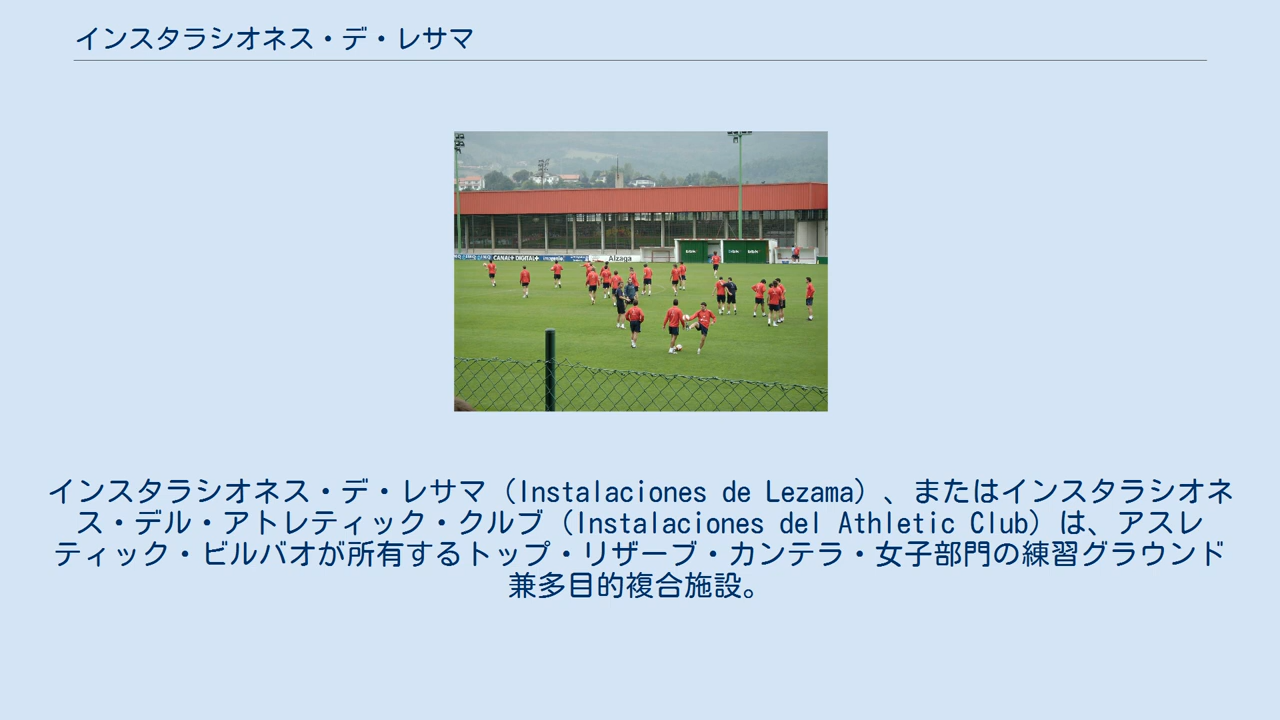 インスタラシオネス・デ・レサマ
CANAL+ DIGITAL+
Alzaga
インスタラシオネス・デ・レサマ（Instalaciones de Lezama）、またはインスタラシオネ
ス・デル・アトレティック・クルブ（Instalaciones del Athletic Club）は、アスレ
ティック・ビルバオが所有するトップ・リザーブ・カンテラ・女子部門の練習グラウンド
兼多目的複合施設。